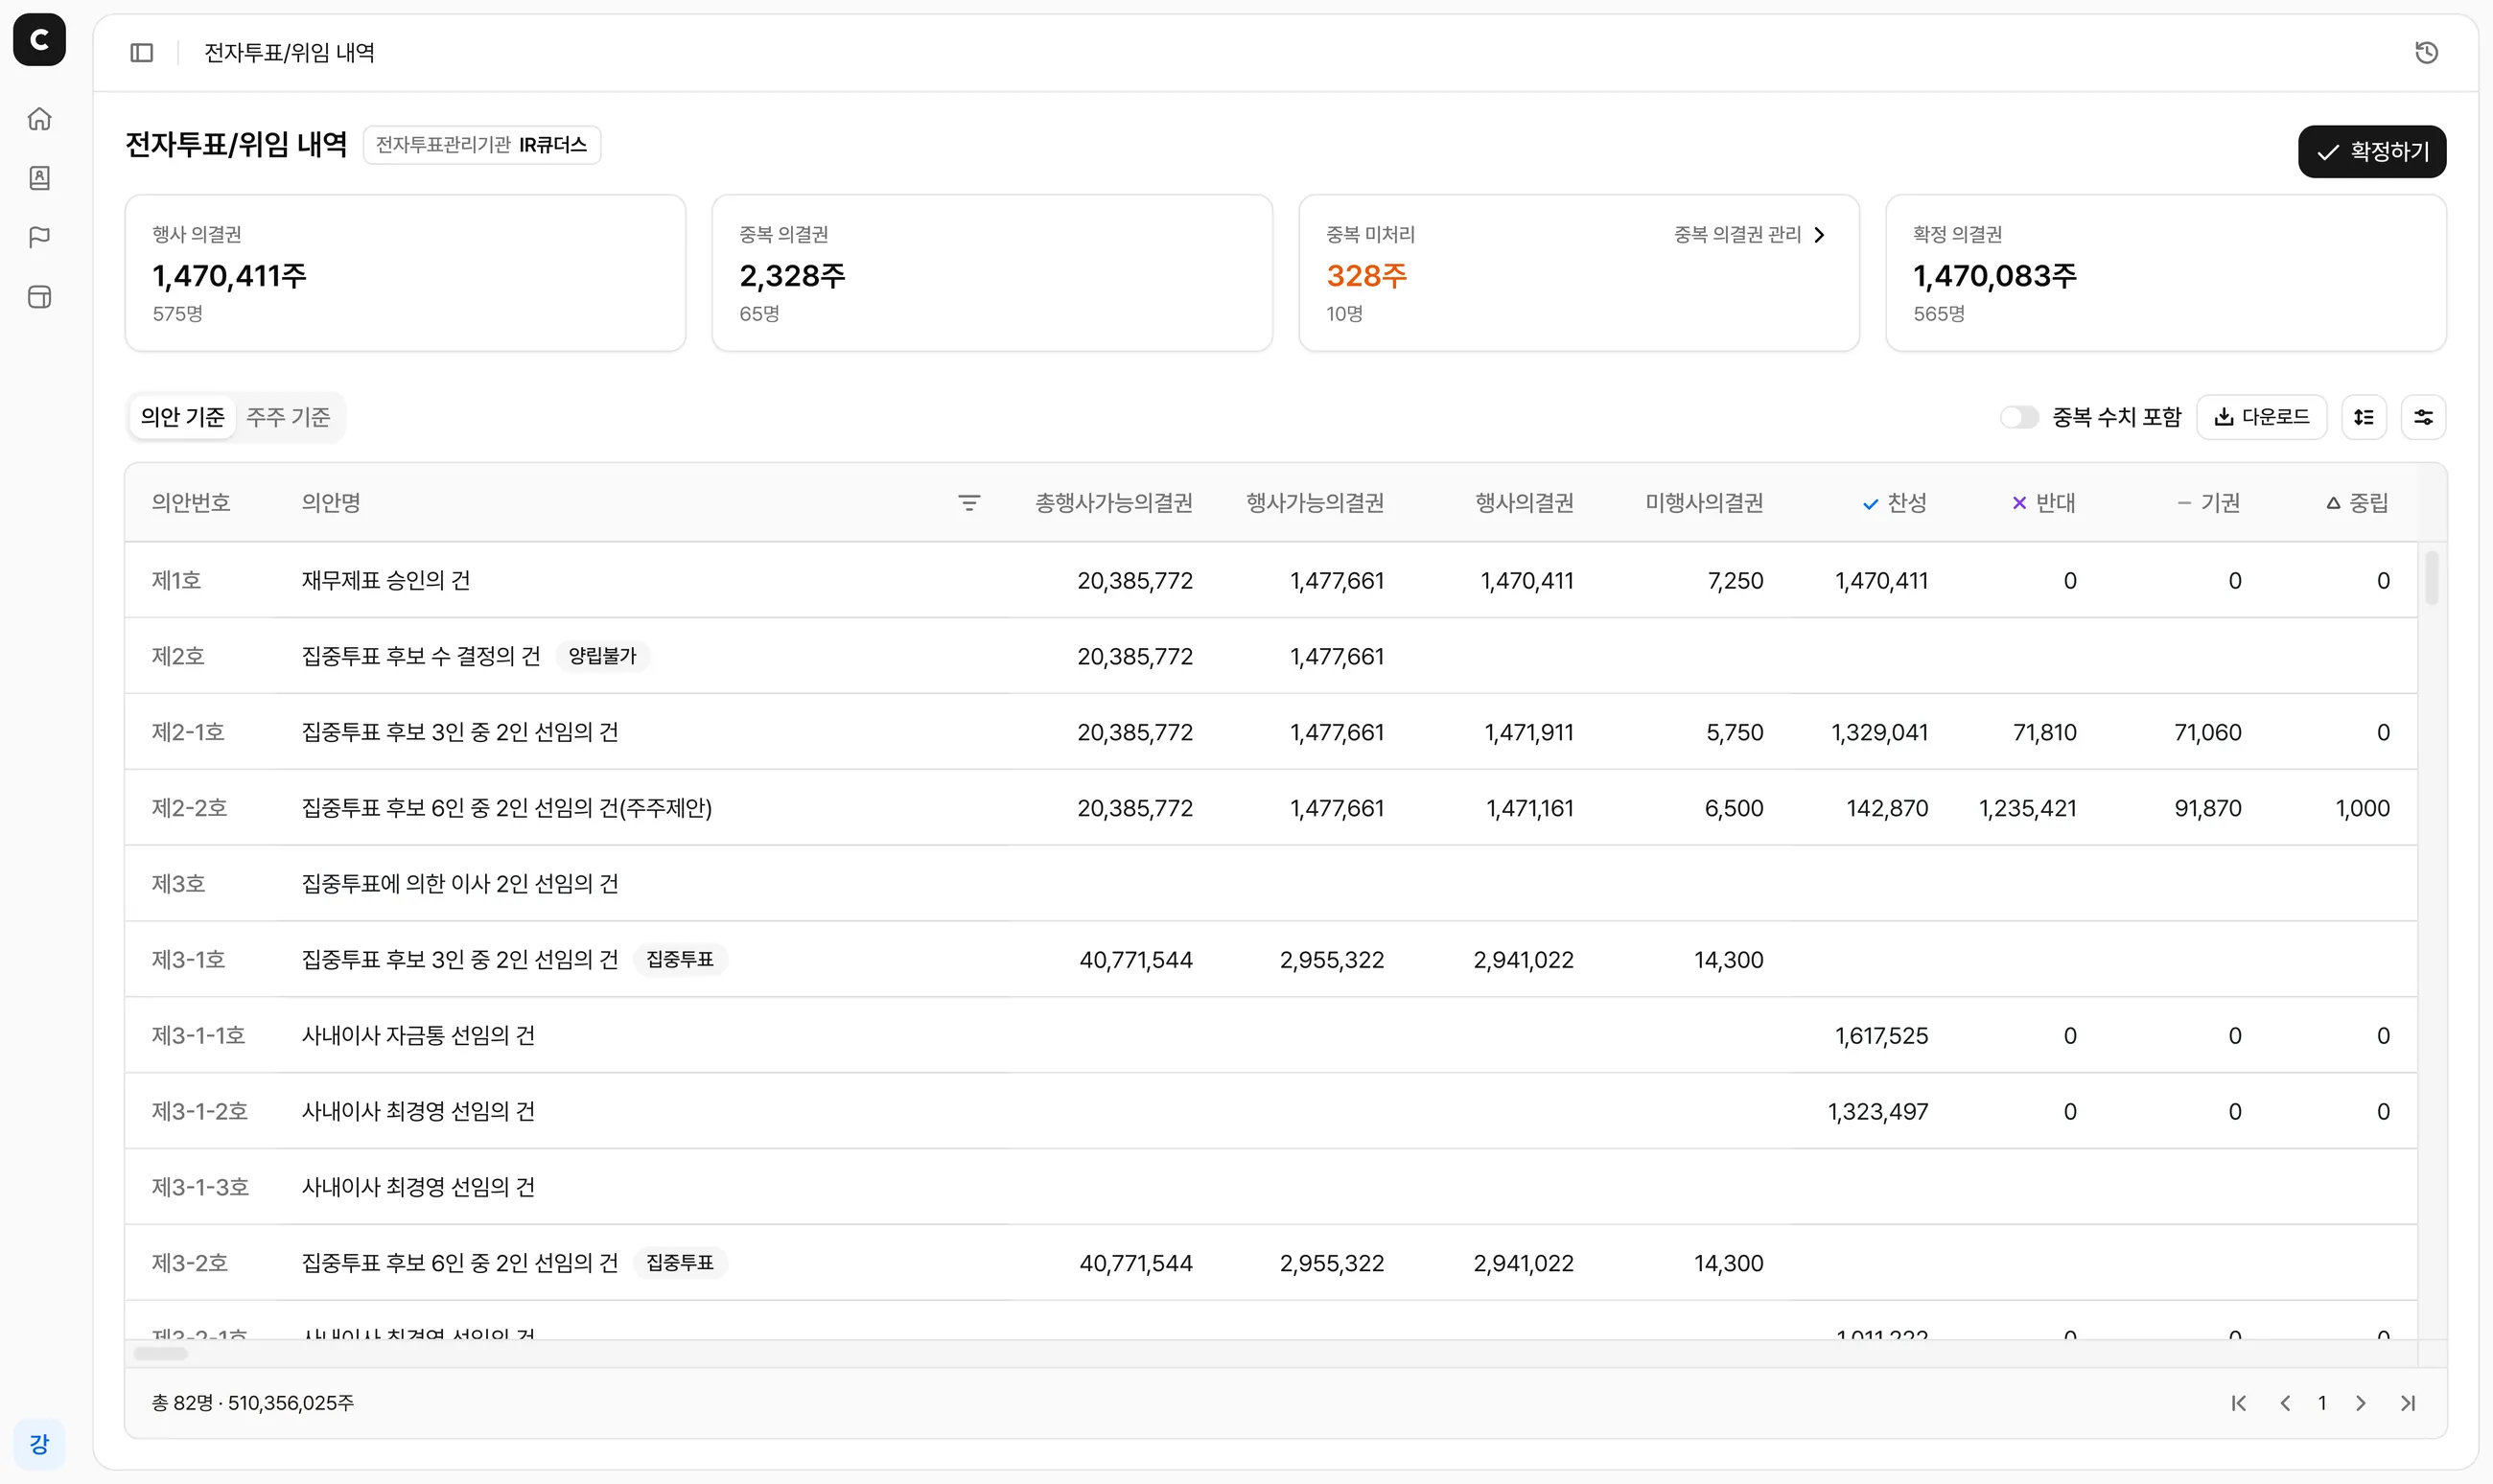 C
전자투표/위임 내역
전자투표/위임 내역 전자투표관리기관 IR큐더스
확정하기
행사 의결권
1,470,411주
575명
중복 의결권
2,328주
65명
중복 미처리 중복 의결권 관리
328주
10명
확정 의결권
1,470,083주
565명
의안 기준 주주 기준
중복 수치 포함 다운로드
의안번호 의안명 총행사가능의결권 행사가능의결권 행사의결권 미행사의결권 찬성 반대 기권 중립
제1호 재무제표 승인의 건 20,385,772 1,477,661 1,470,411 7,250 1,470,411 0 0 0
제2호 집중투표 후보 수 결정의 건 양립불가 20,385,772 1,477,661
제2-1호 집중투표 후보 3인 중 2인 선임의 건 20,385,772 1,477,661 1,471,911 5,750 1,329,041 71,810 71,060 0
제2-2호 집중투표 후보 6인 중 2인 선임의 건(주주제안) 20,385,772 1,477,661 1,471,161 6,500 142,870 1,235,421 91,870 1,000
제3호 집중투표에 의한 이사 2인 선임의 건
제3-1호 집중투표 후보 3인 중 2인 선임의 건 집중투표 40,771,544 2,955,322 2,941,022 14,300
제3-1-1호 사내이사 자금통 선임의 건 1,617,525 0 0 0
제3-1-2호 사내이사 최경영 선임의 건 1,323,497 0 0 0
제3-1-3호 사내이사 최경영 선임의 건
제3-2호 집중투표 후보 6인 중 2인 선임의 건 집중투표 40,771,544 2,955,322 2,941,022 14,300
제3-2-1호 사내이사 최경영 선임의 건 1,011,222 0 0 0
총 82명 · 510,356,025주
1
강